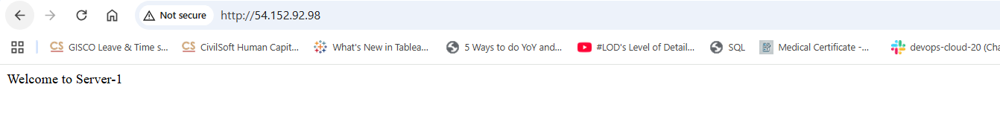 Not secure http://54.152.92.98
CS GISCO Leave & Time s... CS CivilSoft Human Capit... What's New in Tablea... 5 Ways to do YoY and... #LOD's Level of Detail... SQL Medical Certificate -... devops-cloud-20 (Cha
Welcome to Server-1